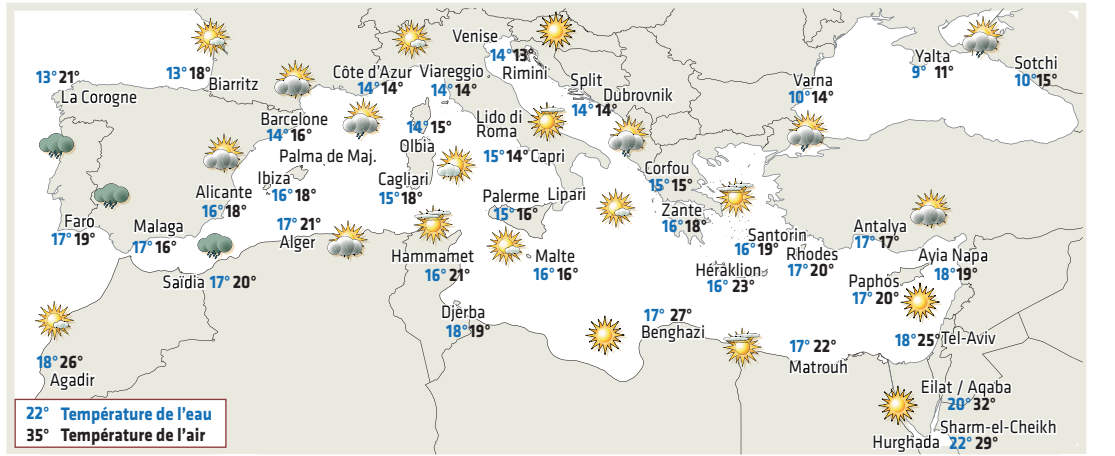 Venise
14° 13°
Rimini
13° 21°
La Corogne
13° 18°
Biarritz
Côte d'Azur
14° 14°
Viareggio
14° 14°
Split
14° 14°
Dubrovnik
Varna
10° 14°
Yalta
9° 11°
Sotchi
10° 15°
Barcelone
14° 16°
14° 15°
Olbia
Lido di
Roma
15° 14°
Capri
Palma de Maj.
Ibiza
16° 18°
Alicante
16° 18°
Cagliari
15° 18°
Palerme
15° 16°
Lipari
Corfou
15° 15°
Zante
16° 18°
Faro
17° 19°
Malaga
17° 16°
17° 21°
Alger
Saïdia 17° 20°
Hammamet
16° 21°
Malte
16° 16°
Santorin
16° 19°
Héraklion
16° 23°
Rhodes
17° 20°
Antalya
17° 17°
Ayia Napa
18° 19°
Paphos
17° 20°
Djerba
18° 19°
17° 27°
Benghazi
17° 22°
Matrouh
18° 25° Tel-Aviv
18° 26°
Agadir
Eilat / Aqaba
20° 32°
Sharm-el-Cheikh
Hurghada 22° 29°
22° Température de l'eau
35° Température de l'air